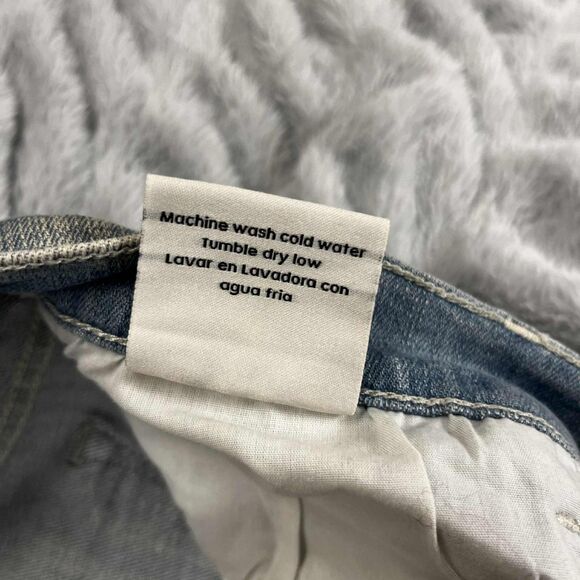 Machine wash cold water
Tumble dry low
Lavar en Lavadora con
agua fria